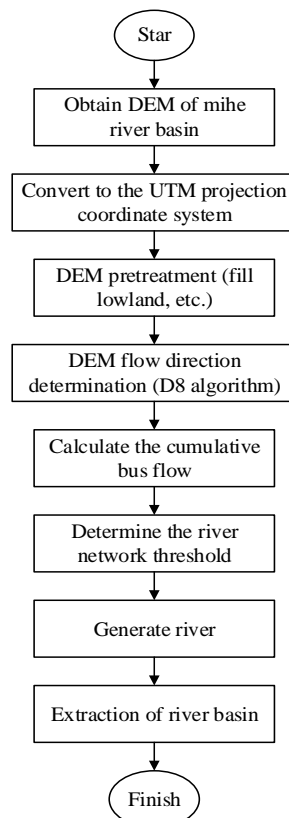 Star
Obtain DEM of mihe
river basin
Convert to the UTM projection
coordinate system
DEM pretreatment (fill
lowland, etc.)
DEM flow direction
determination (D8 algorithm)
Calculate the cumulative
bus flow
Determine the river
network threshold
Generate river
Extraction of river basin
Finish